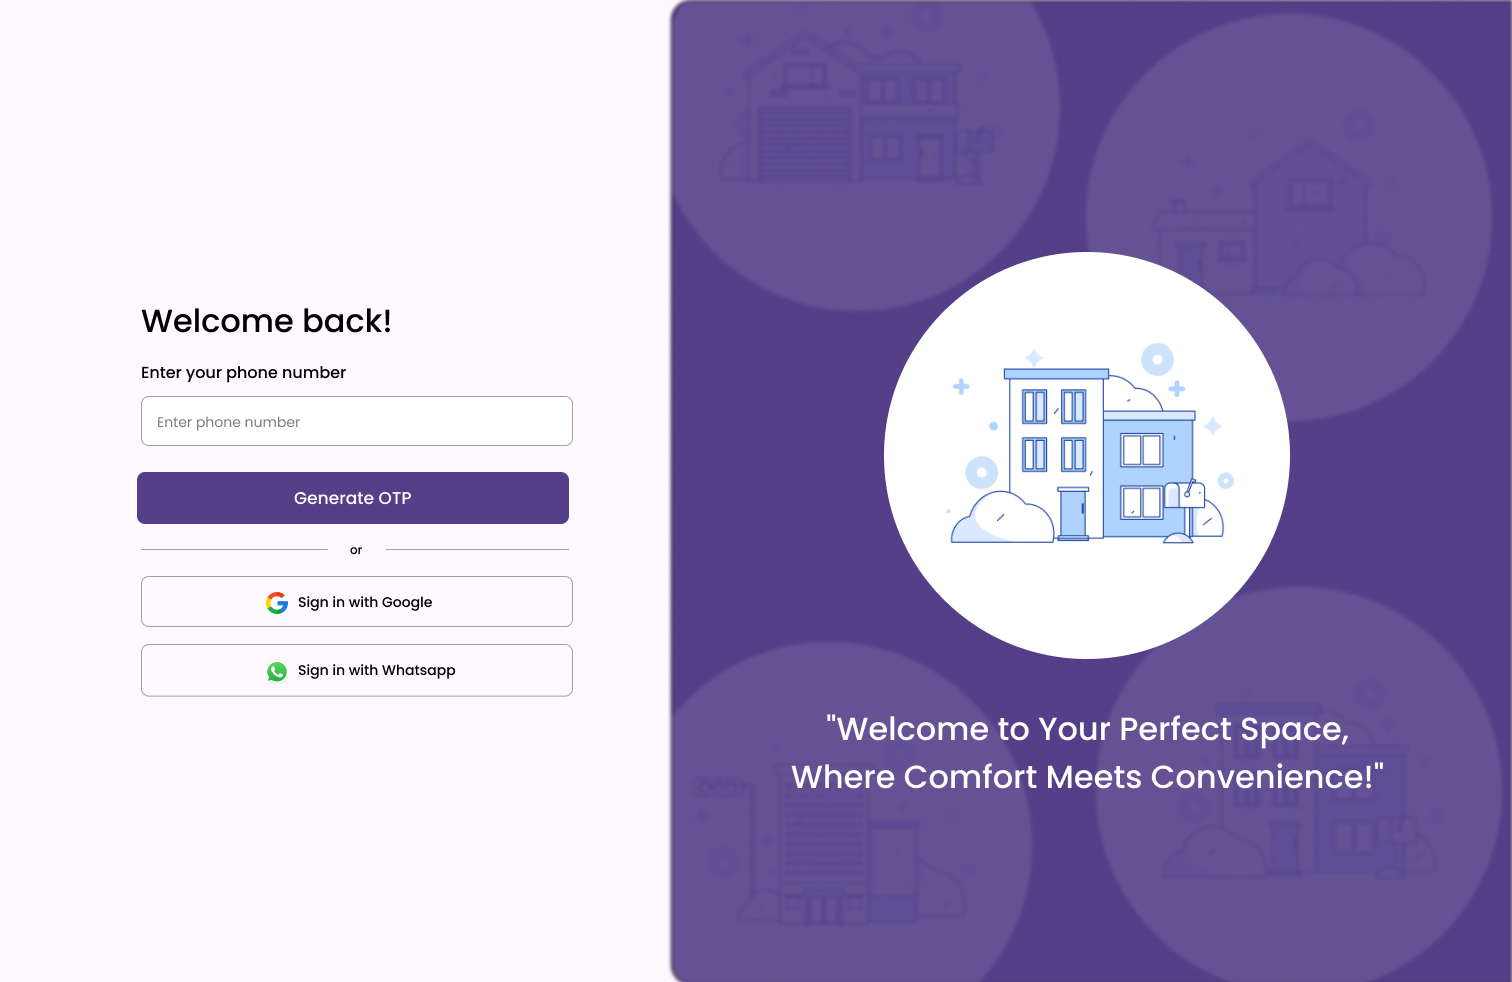 Welcome back!
Enter your phone number
Enter phone number
Generate OTP
or
Sign in with Google
Sign in with Whatsapp
"Welcome to Your Perfect Space,
Where Comfort Meets Convenience!"